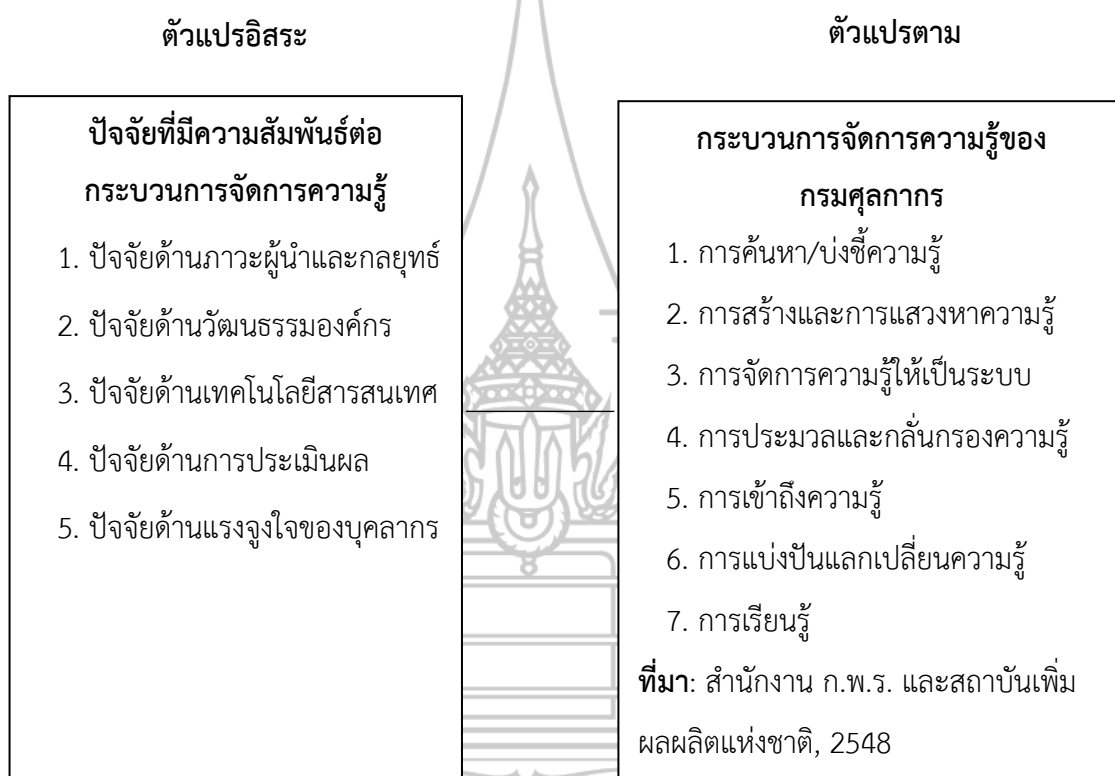 ตัวแปรอิสระ
ปัจจัยที่มีความสัมพันธ์ต่อ
กระบวนการจัดการความรู้
1. ปัจจัยด้านภาวะผู้นำและกลยุทธ์
2. ปัจจัยด้านวัฒนธรรมองค์กร
3. ปัจจัยด้านเทคโนโลยีสารสนเทศ
4. ปัจจัยด้านการประเมินผล
5. ปัจจัยด้านแรงจูงใจของบุคลากร
ตัวแปรตาม
กระบวนการจัดการความรู้ของ
กรมศุลกากร
1. การค้นหา/บ่งชี้ความรู้
2. การสร้างและการแสวงหาความรู้
3. การจัดการความรู้ให้เป็นระบบ
4. การประมวลและกลั่นกรองความรู้
5. การเข้าถึงความรู้
6. การแบ่งปันแลกเปลี่ยนความรู้
7. การเรียนรู้
ที่มา: สำนักงาน ก.พ.ร. และสถาบันเพิ่ม
ผลผลิตแห่งชาติ, 2548